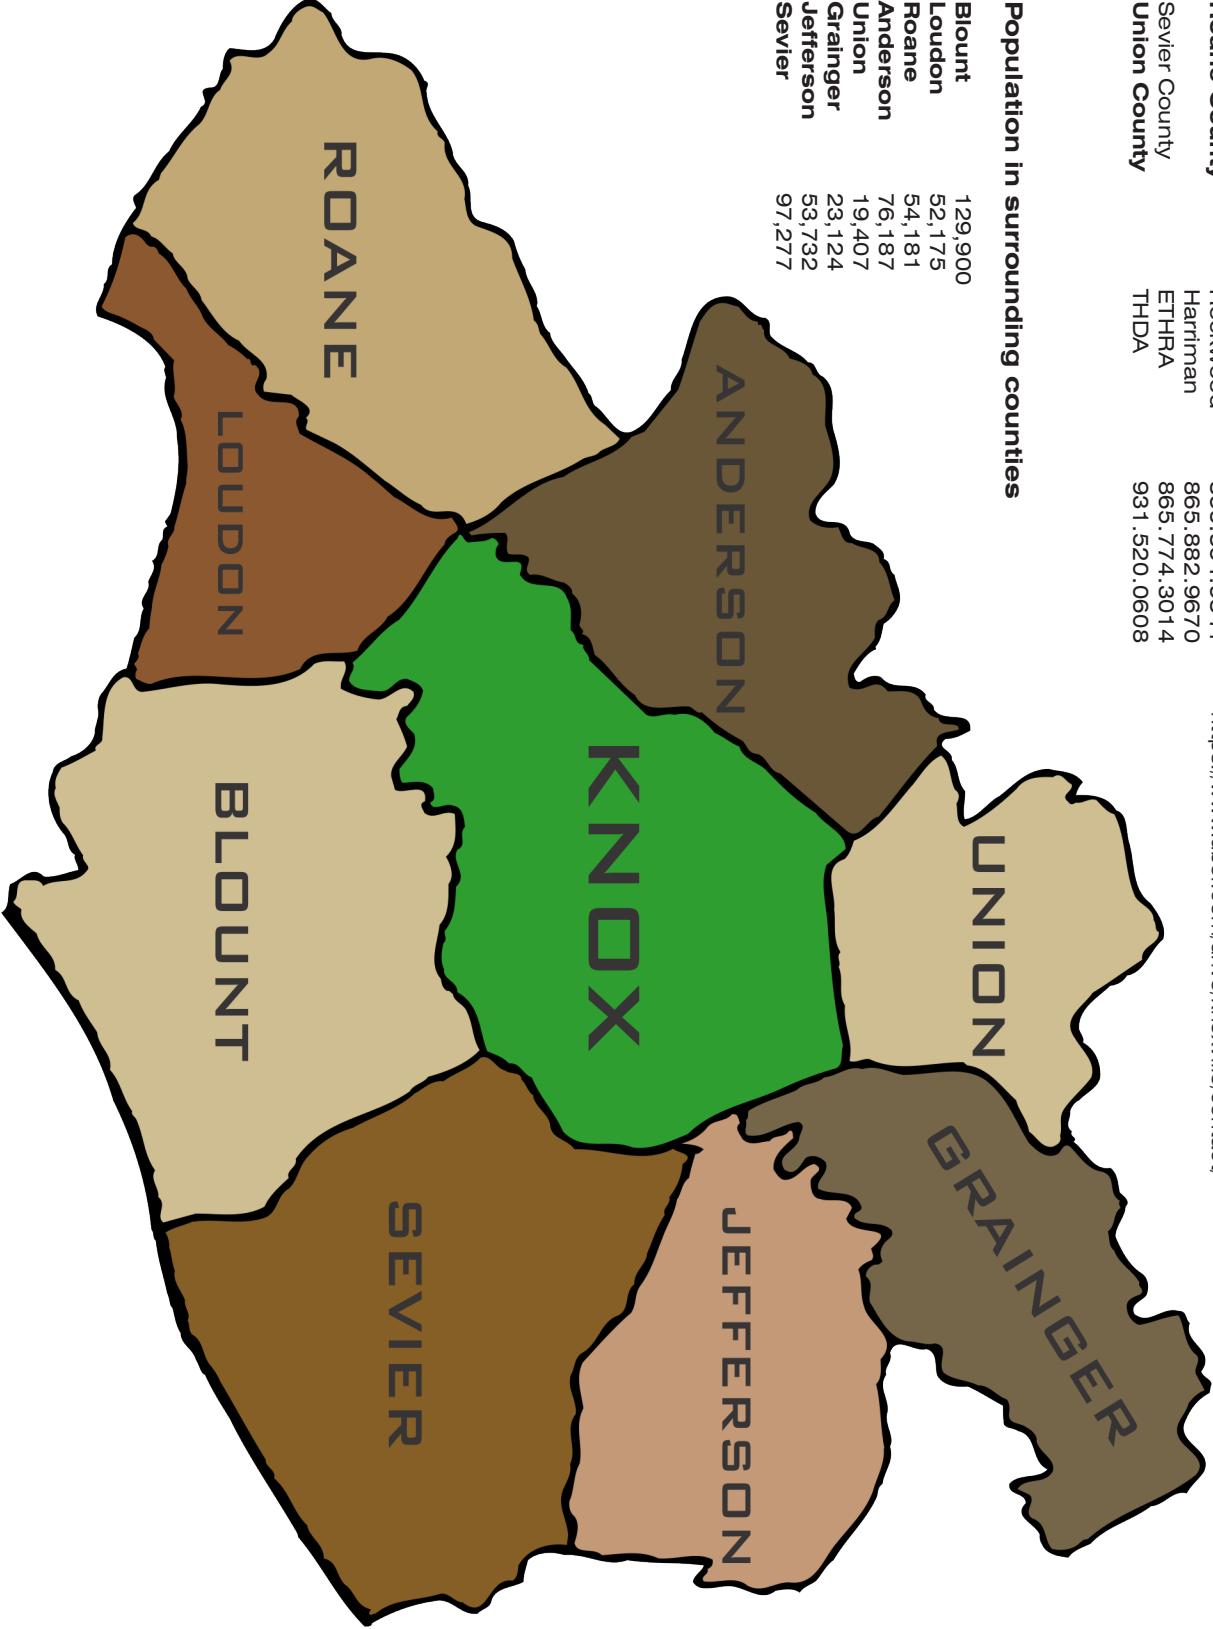 Harriman 865.882.9670
Sevier County ETHRA 865.774.3014
Union County THDA 931.520.0608
Population in surrounding counties
Blount 129,900
Loudon 52,175
Roane 54,181
Anderson 76,187
Union 19,407
Grainger 23,124
Jefferson 53,732
Sevier 97,277
UNION
GRAINGER
ANDERSON
JEFFERSON
KNOX
ROANE
SEVIER
LOUDON
BLOUNT